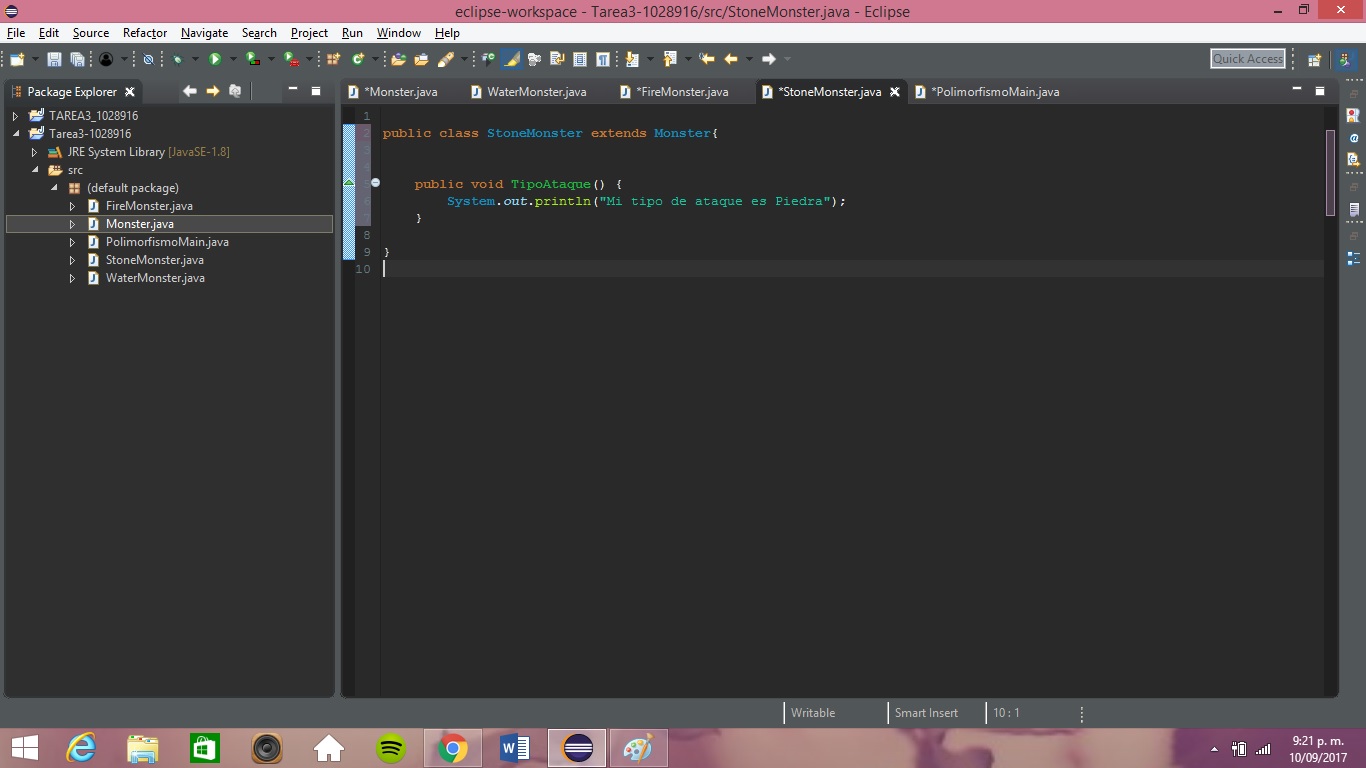 eclipse-workspace - Tarea3-1028916/src/StoneMonster.java - Eclipse
File Edit Source Refactor Navigate Search Project Run Window Help
Quick Access
Package Explorer
*Monster.java WaterMonster.java *FireMonster.java *StoneMonster.java *PolimorfismoMain.java
TAREA3_1028916
Tarea3-1028916
JRE System Library [JavaSE-1.8]
src
(default package)
FireMonster.java
Monster.java
PolimorfismoMain.java
StoneMonster.java
WaterMonster.java
1
2 public class StoneMonster extends Monster{
3
4
public void TipoAtaque() {
6 System.out.println("Mi tipo de ataque es Piedra");
7 }
8
9 }
10
Writable Smart Insert 10 : 1
9:21 p. m.
10/09/2017